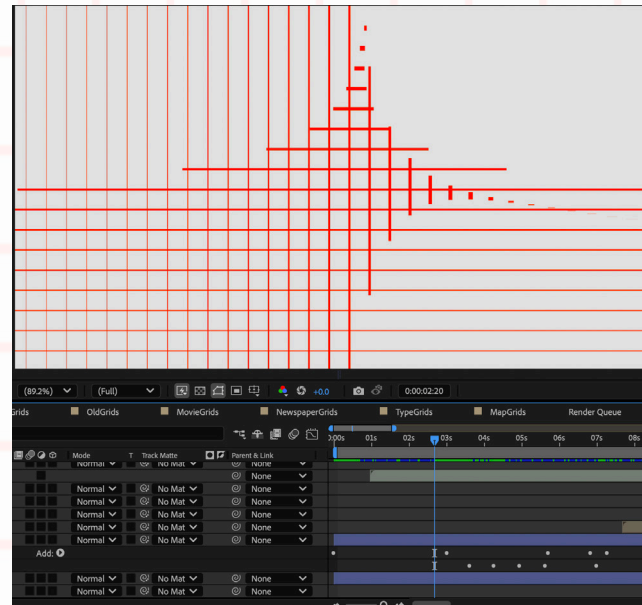 (89.2%) (Full) +0.0 0:00:02:20
Grids OldGrids MovieGrids NewspaperGrids TypeGrids MapGrids Render Queue
0:00s 01s 02s 03s 04s 05s 06s 07s 08s
Mode T Track Matte Parent & Link
Normal No Mat None
None
Normal No Mat None
Normal No Mat None
Normal No Mat None
Normal No Mat None
Normal No Mat None
Add:
Normal No Mat None
Normal No Mat None